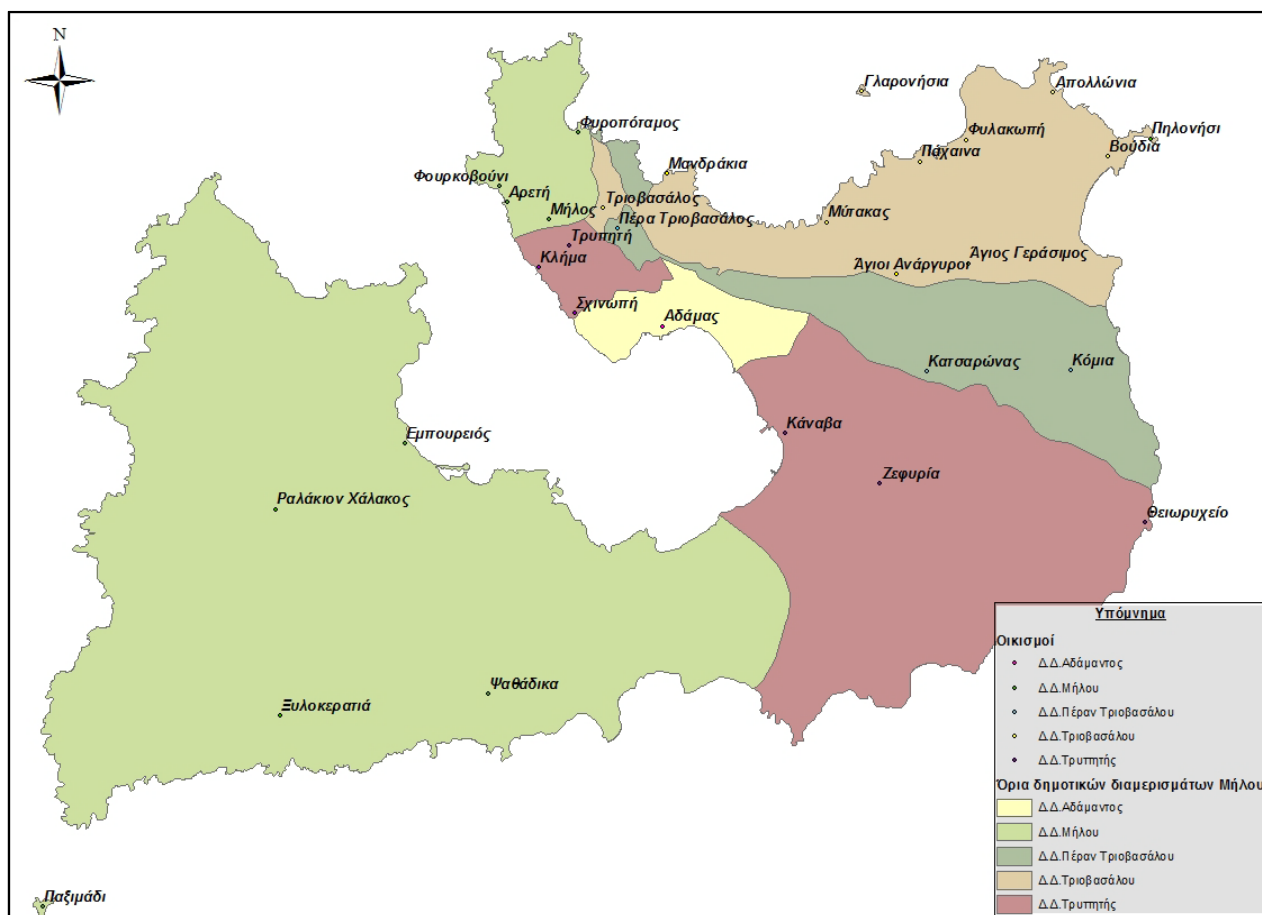 N
Γλαρονήσια
Απολλώνια
Φυροπόταμος
Φυλακωπή
Πηλονήσι
Πάχαινα
Βούδια
Μανδράκια
Φουρκοβούνι
Αρετή
Τριοβασάλος
Μήλος
Πέρα Τριοβασάλος
Μύτακας
Τρυπητή
Κλήμα
Άγιοι Ανάργυροι
Άγιος Γεράσιμος
Σχινωπή
Αδάμας
Κατσαρώνας
Κόμια
Κάναβα
Εμπουρειός
Ζεφυρία
Ραλάκιον Χάλακος
Θειωρυχείο
Ψαθάδικα
Ξυλοκερατιά
Παξιμάδι
Υπόμνημα
Οικισμοί
Δ.Δ.Αδάμαντος
Δ.Δ.Μήλου
Δ.Δ.Πέραν Τριοβασάλου
Δ.Δ.Τριοβασάλου
Δ.Δ.Τρυπητής
Όρια δημοτικών διαμερισμάτων Μήλου
Δ.Δ.Αδάμαντος
Δ.Δ.Μήλου
Δ.Δ.Πέραν Τριοβασάλου
Δ.Δ.Τριοβασάλου
Δ.Δ.Τρυπητής